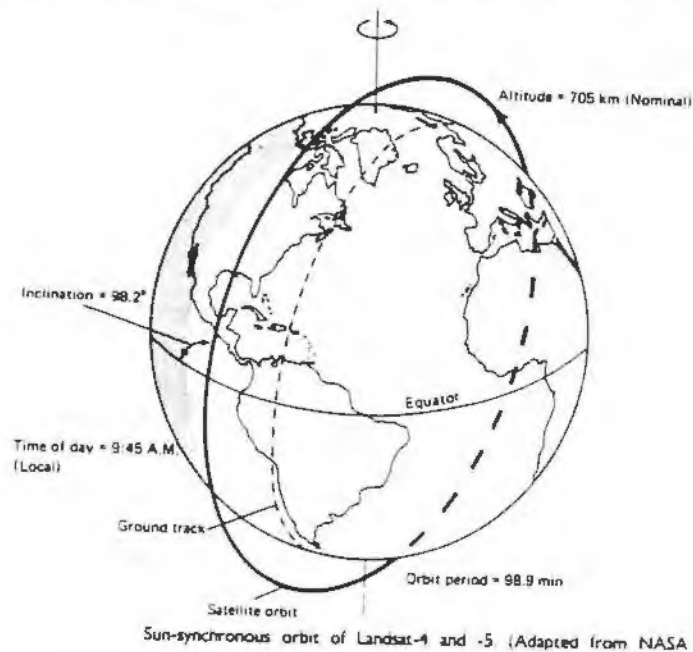 Altitude = 705 km (Nominal)
Inclination = 98.2°
Equator
Time of day = 9:45 A.M.
(Local)
Ground track
Orbit period = 98.9 min
Satellite orbit
Sun-synchronous orbit of Landsat-4 and -5. (Adapted from NASA